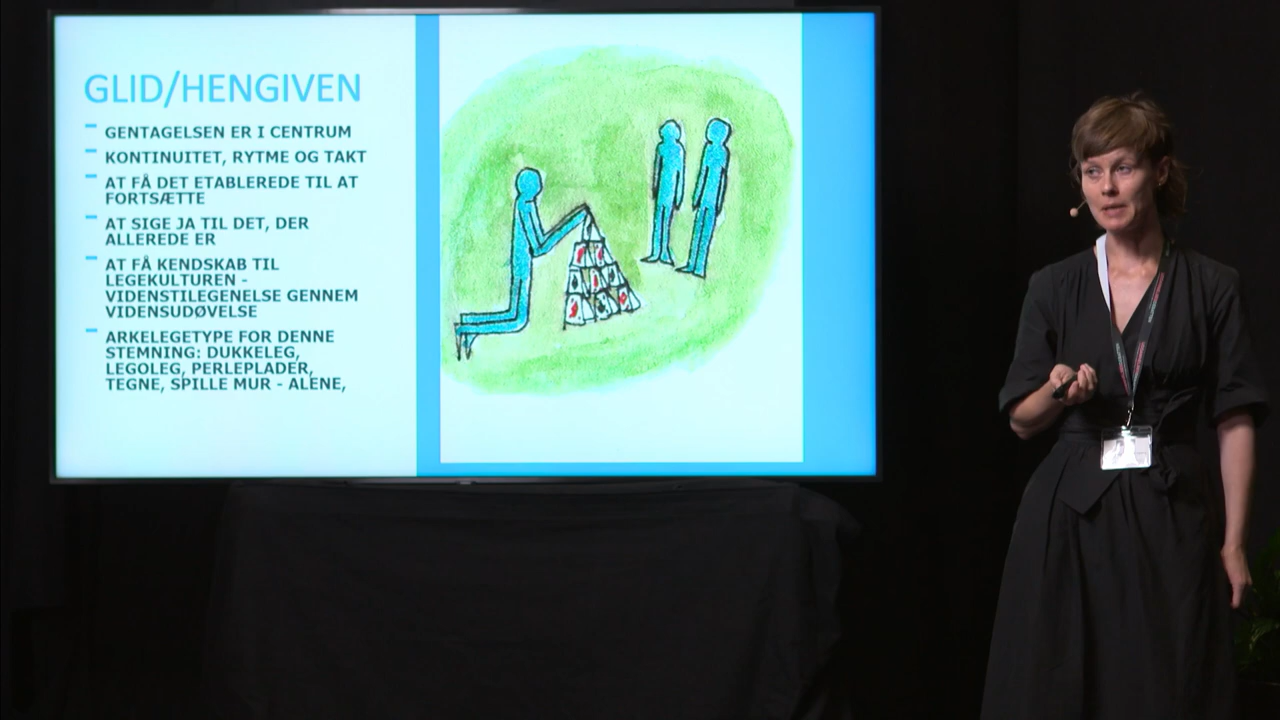 GLID/HENGIVEN
GENTAGELSEN ER I CENTRUM
KONTINUITET, RYTME OG TAKT
AT FÅ DET ETABLEREDE TIL AT
FORTSÆTTE
AT SIGE JA TIL DET, DER
ALLEREDE ER
AT FÅ KENDSKAB TIL
LEGEKULTUREN -
VIDENSTILEGENELSE GENNEM
VIDENSUDØVELSE
ARKELEGETYPE FOR DENNE
STEMNING: DUKKELEG,
LEGOLEG, PERLEPLADER,
TEGNE, SPILLE MUR - ALENE,